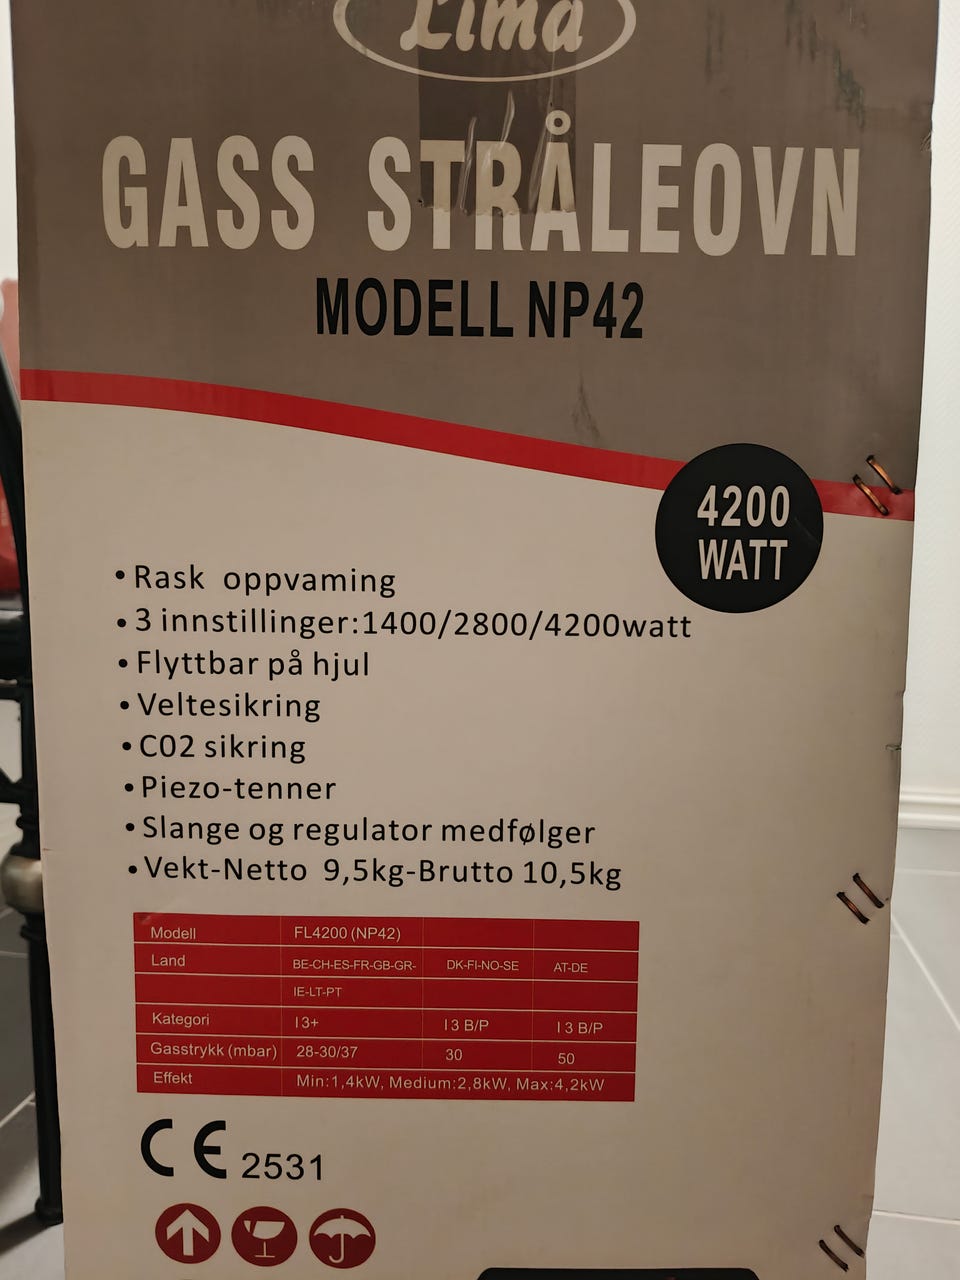 Lima
GASS STRÅLEOVN
MODELL NP42
4200
WATT
• Rask oppvaming
• 3 innstillinger:1400/2800/4200watt
• Flyttbar på hjul
• Veltesikring
• C02 sikring
• Piezo-tenner
• Slange og regulator medfølger
• Vekt-Netto 9,5kg-Brutto 10,5kg
Modell FL4200 (NP42)
Land BE-CH-ES-FR-GB-GR- DK-FI-NO-SE AT-DE
IE-LT-PT
Kategori I 3+ I 3 B/P I 3 B/P
Gasstrykk (mbar) 28-30/37 30 50
Effekt Min:1,4kW, Medium:2,8kW, Max:4,2kW
CE 2531